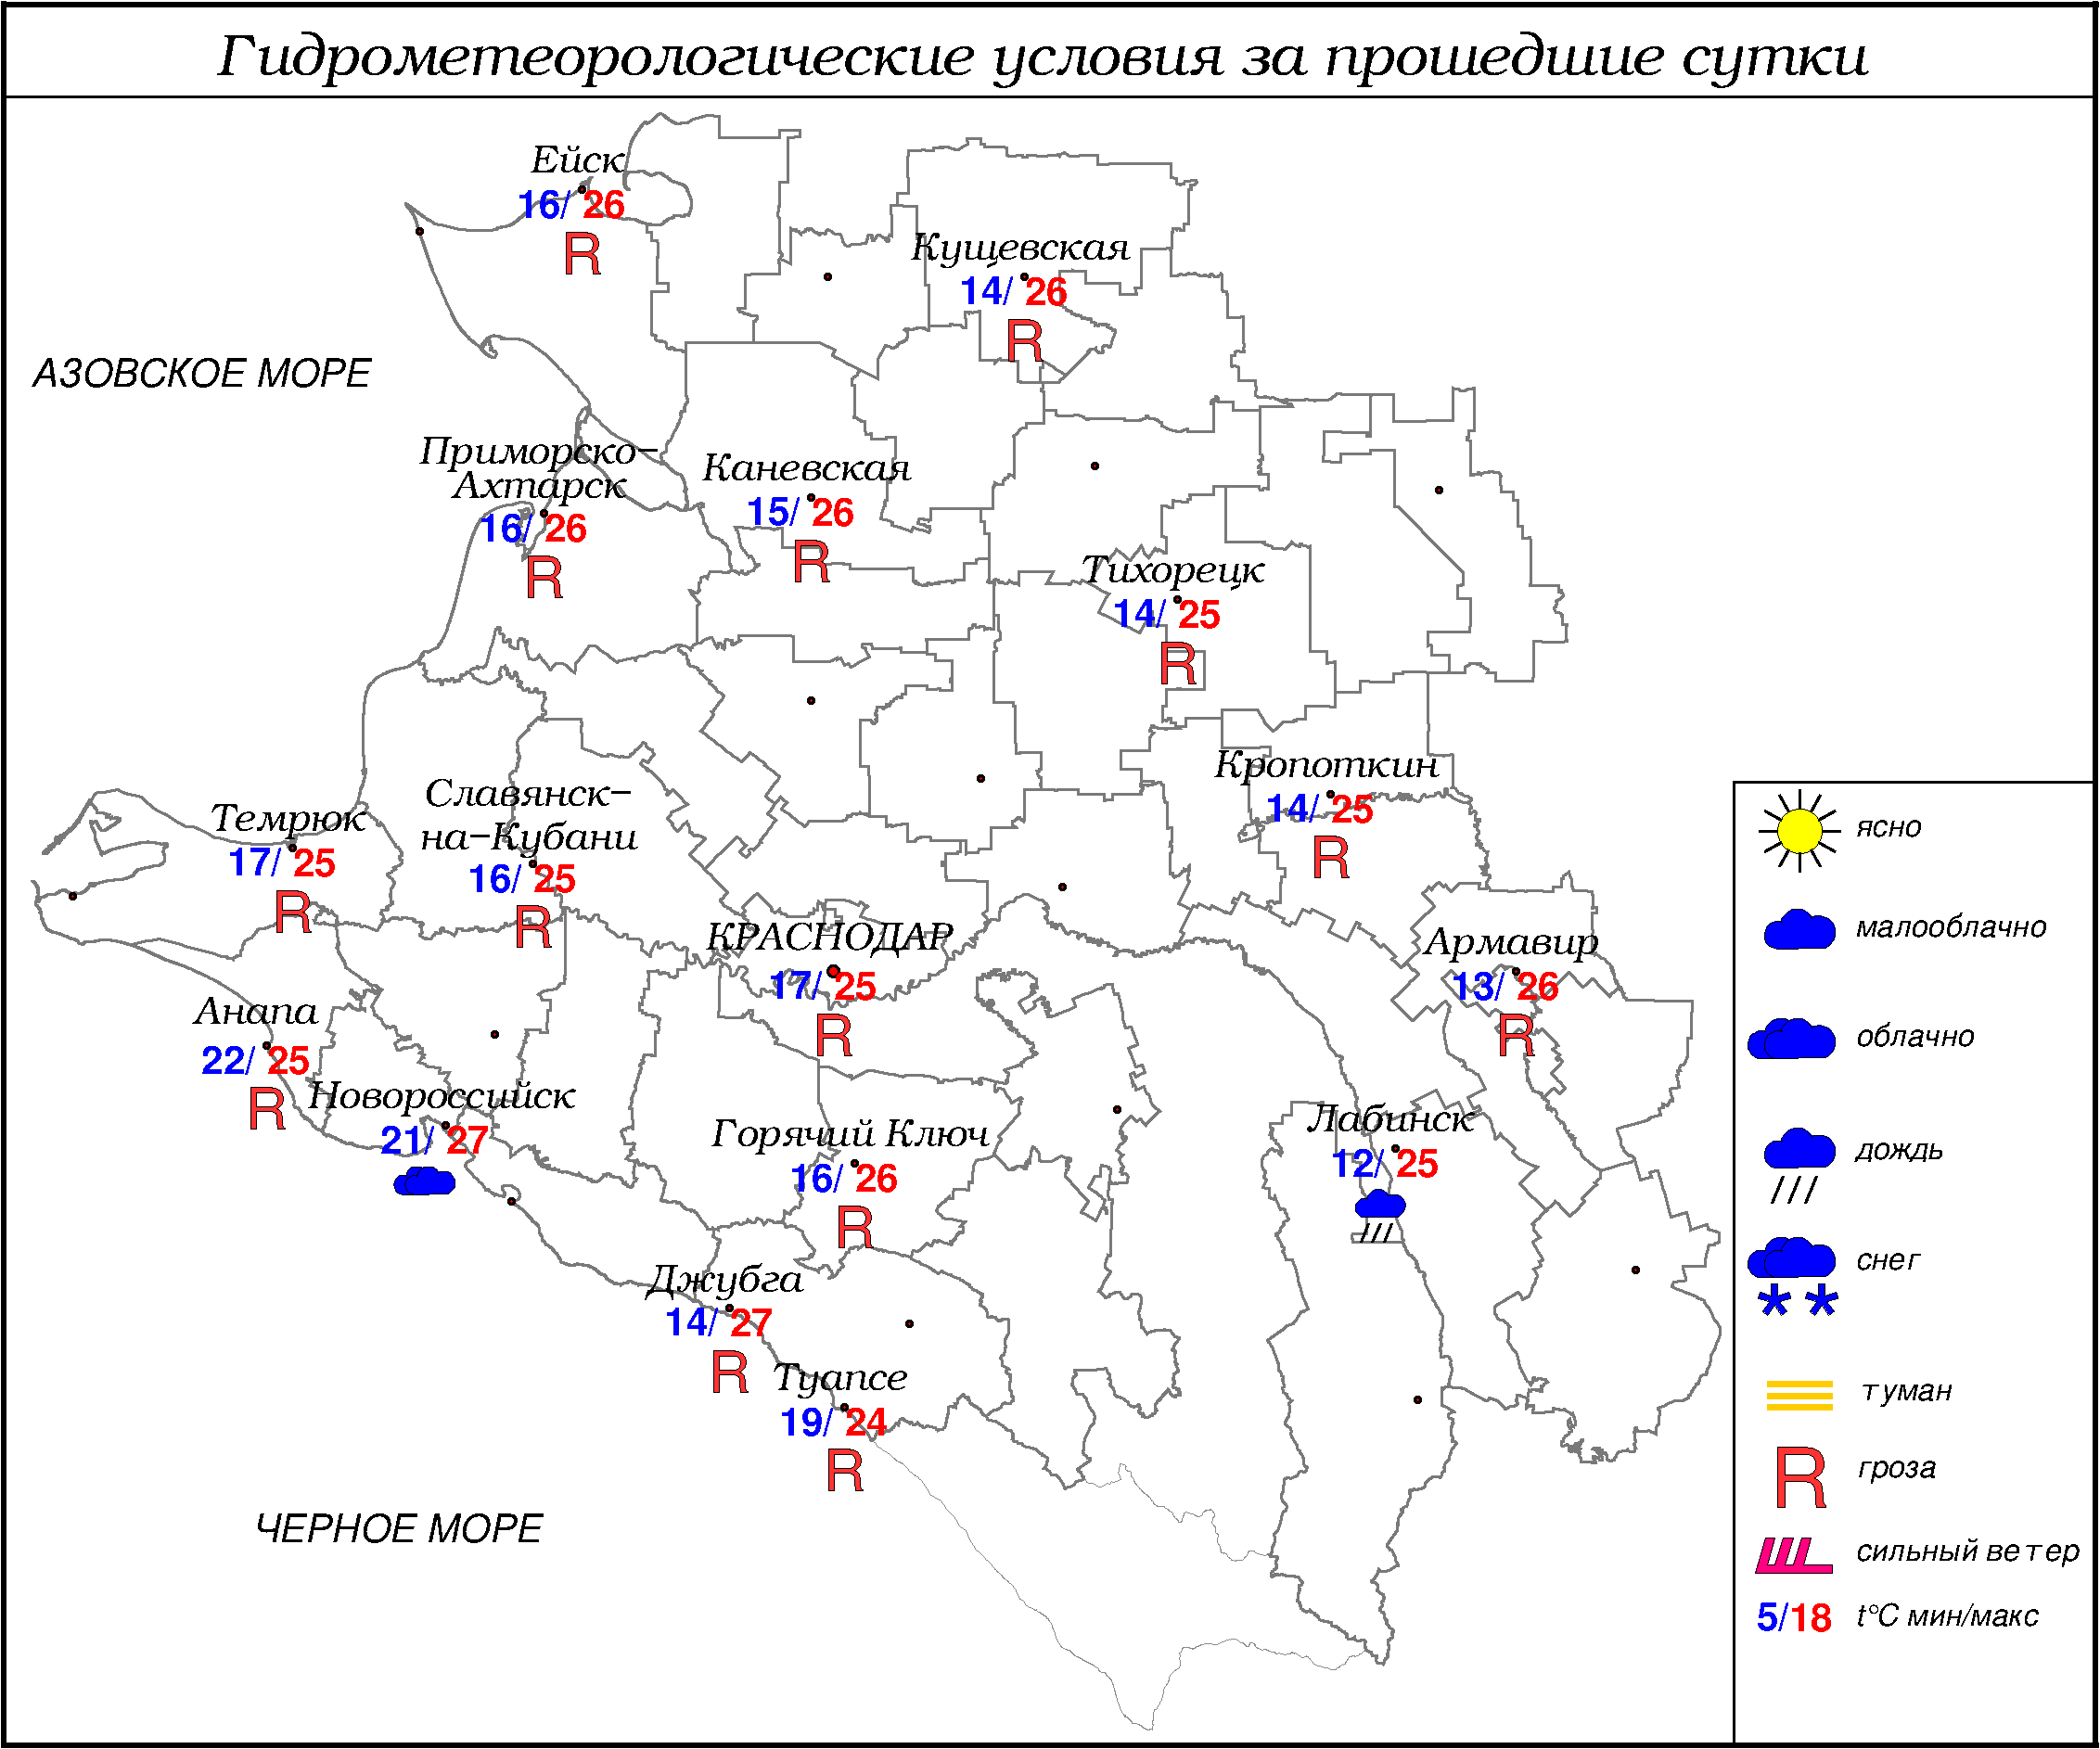 Гидрометеорологические условия за прошедшие сутки
Ейск
16/ 26
R
Кущевская
14/ 26
R
АЗОВСКОЕ МОРЕ
Приморско-
Ахтарск
16/ 26
R
Каневская
15/ 26
R
Тихорецк
14/ 25
R
Кропоткин
14/ 25
R
Темрюк
17/ 25
R
Славянск-
на-Кубани
16/ 25
R
КРАСНОДАР
17/ 25
R
Армавир
13/ 26
R
Анапа
22/ 25
R
Новороссийск
21/ 27
Горячий Ключ
16/ 26
R
Лабинск
12/ 25
Джубга
14/ 27
R
Туапсе
19/ 24
R
ЧЕРНОЕ МОРЕ
ясно
малооблачно
облачно
дождь
снег
туман
R гроза
сильный ветер
5/18 t°C мин/макс